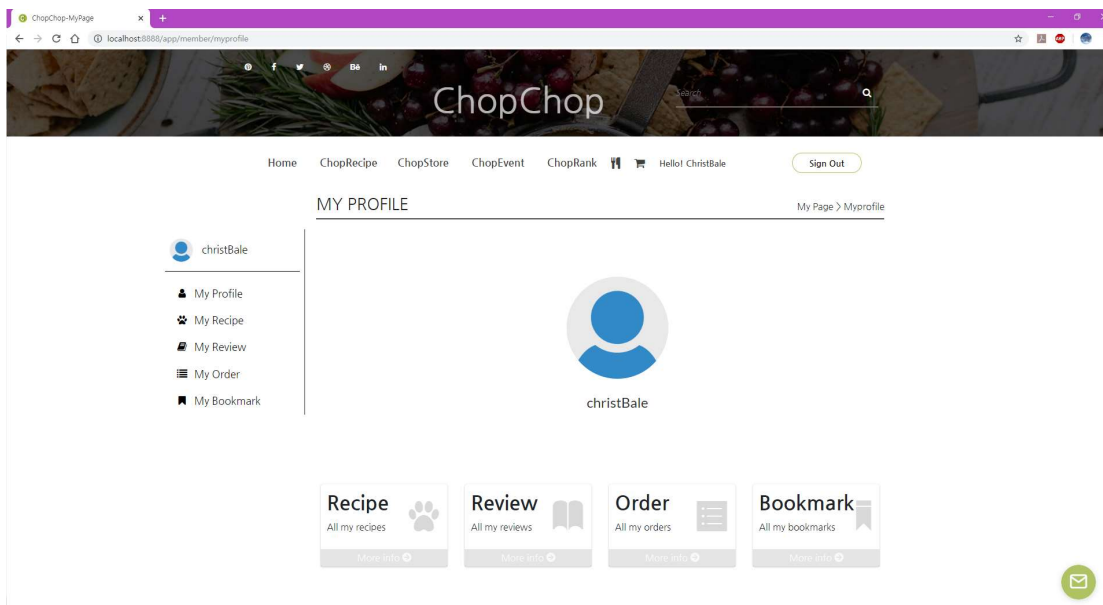 ChopChop-MyPage
localhost:8888/app/member/myprofile
ABP
Bē in
ChopChop
Search
Home ChopRecipe ChopStore ChopEvent ChopRank Hello! ChristBale Sign Out
MY PROFILE
My Page > Myprofile
christBale
My Profile
My Recipe
My Review
My Order
My Bookmark
christBale
Recipe
All my recipes
More info
Review
All my reviews
More info
Order
All my orders
More info
Bookmark
All my bookmarks
More info